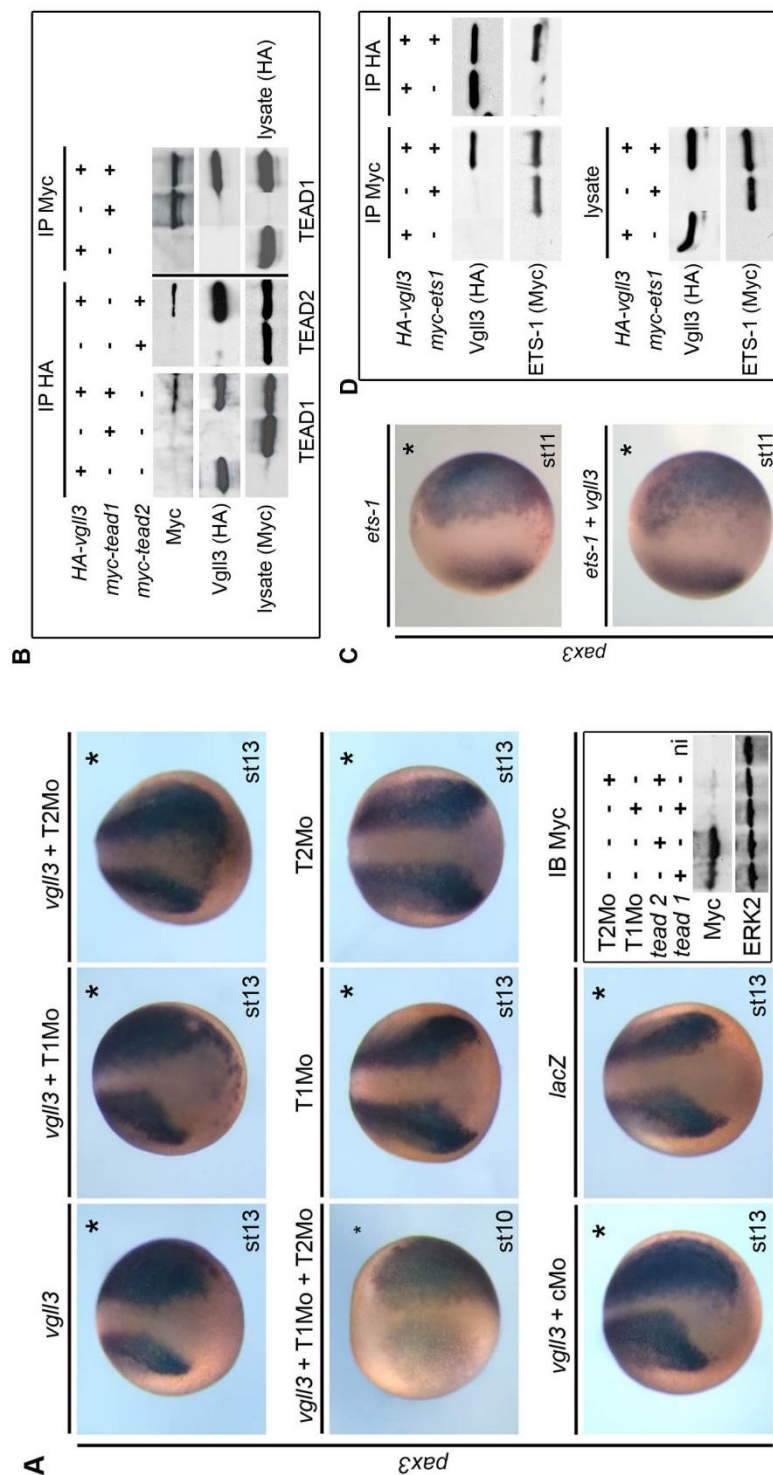 A
pax3
vgll3
vgll3 + T1Mo
vgll3 + T2Mo
*
st13
*
st13
*
st13
vgll3 + T1Mo + T2Mo
T1Mo
T2Mo
*
st10
*
st13
*
st13
vgll3 + cMo
lacZ
IB Myc
*
st13
*
st13
T2Mo - - - +
T1Mo - - + -
tead 2 - + - +
tead 1 + - + - ni
Myc
ERK2
B
IP HA
IP Myc
HA-vgll3 + - + - + + - +
myc-tead1 - + + - - - + +
myc-tead2 - - - + +
Myc
Vgll3 (HA)
lysate (Myc)
lysate (HA)
TEAD1
TEAD2
TEAD1
C
pax3
ets-1
*
st11
ets-1 + vgll3
*
st11
D
IP Myc
IP HA
HA-vgll3 + - + + +
myc-ets1 - + + - +
Vgll3 (HA)
ETS-1 (Myc)
lysate
HA-vgll3 + - +
myc-ets1 - + +
Vgll3 (HA)
ETS-1 (Myc)